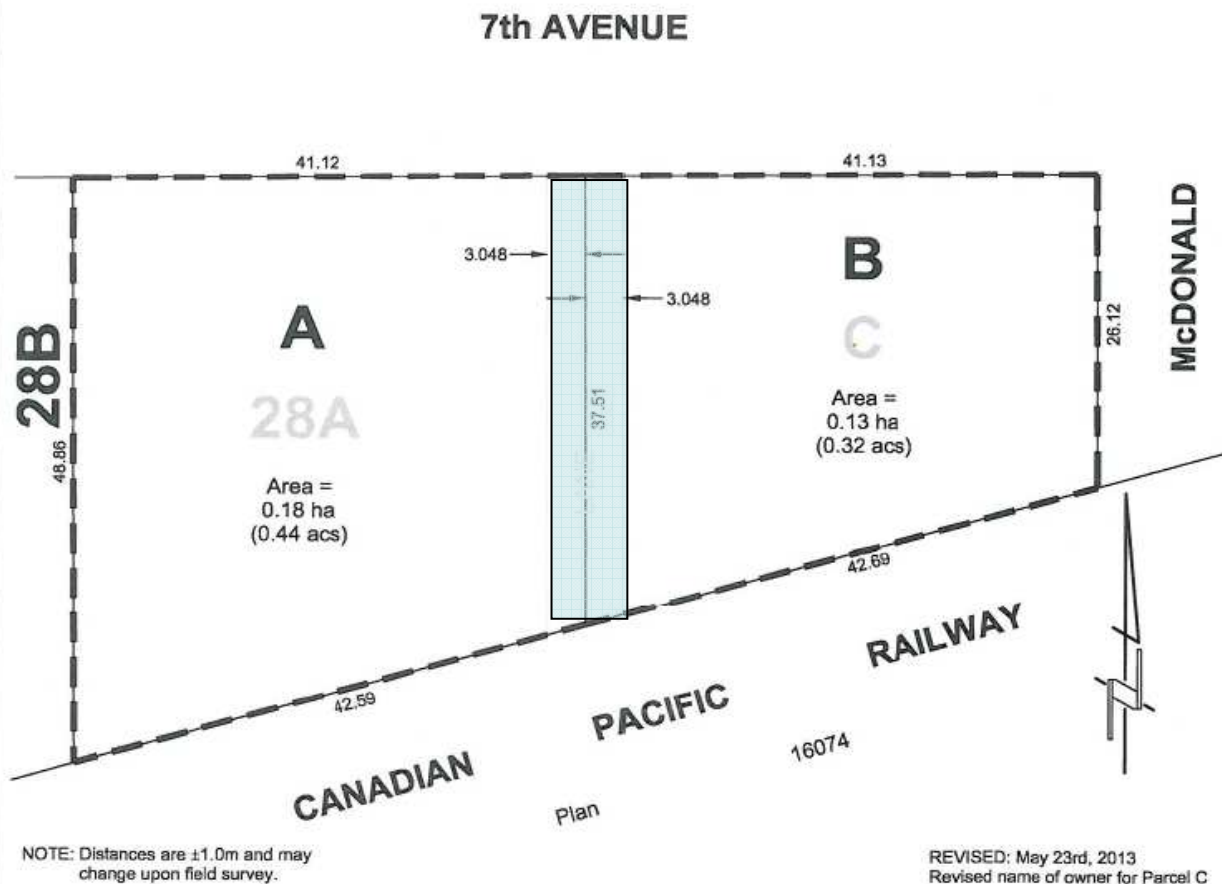 7th AVENUE
41.12
41.13
3.048
3.048
28B
48.86
A
28A
Area =
0.18 ha
(0.44 acs)
37.51
B
C
Area =
0.13 ha
(0.32 acs)
26.12
McDONALD
42.59
42.69
CANADIAN PACIFIC RAILWAY
Plan 16074
NOTE: Distances are ±1.0m and may
change upon field survey.
REVISED: May 23rd, 2013
Revised name of owner for Parcel C